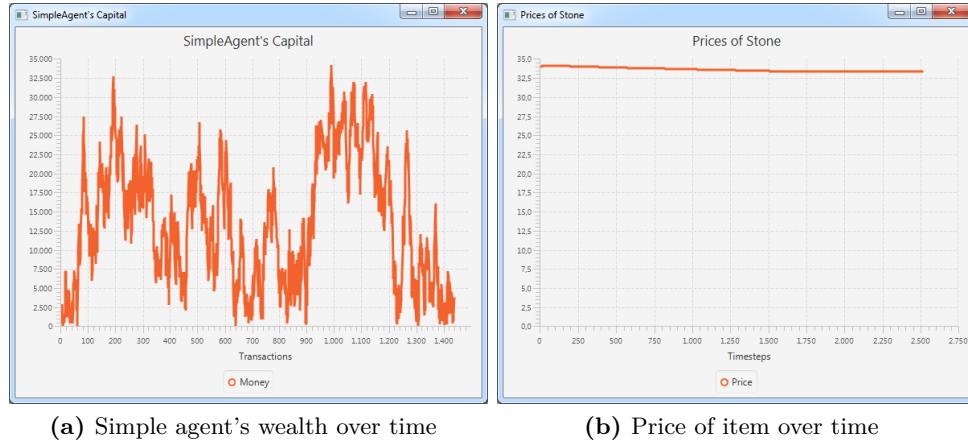 SimpleAgent's Capital
SimpleAgent's Capital
35.000
32.500
30.000
27.500
25.000
22.500
20.000
17.500
15.000
12.500
10.000
7.500
5.000
2.500
0
0 100 200 300 400 500 600 700 800 900 1.000 1.100 1.200 1.300 1.400
Transactions
Money
(a) Simple agent's wealth over time
Prices of Stone
Prices of Stone
35,0
32,5
30,0
27,5
25,0
22,5
20,0
17,5
15,0
12,5
10,0
7,5
5,0
2,5
0,0
0 250 500 750 1.000 1.250 1.500 1.750 2.000 2.250 2.500 2.750
Timesteps
Price
(b) Price of item over time